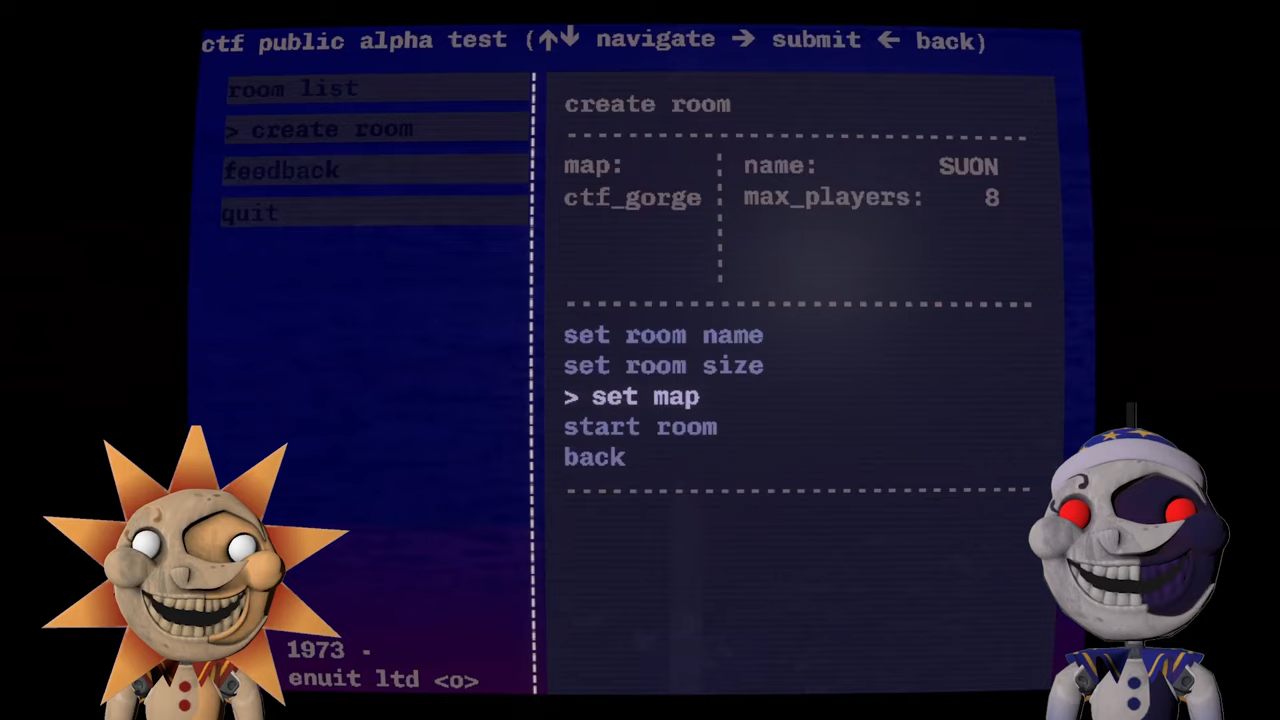 ctf public alpha test (↑↓ navigate → submit ← back)
room list
> create room
feedback
quit
create room
map:
ctf_gorge
name: SUON
max_players: 8
set room name
set room size
> set map
start room
back
1973 -
enuit ltd <o>